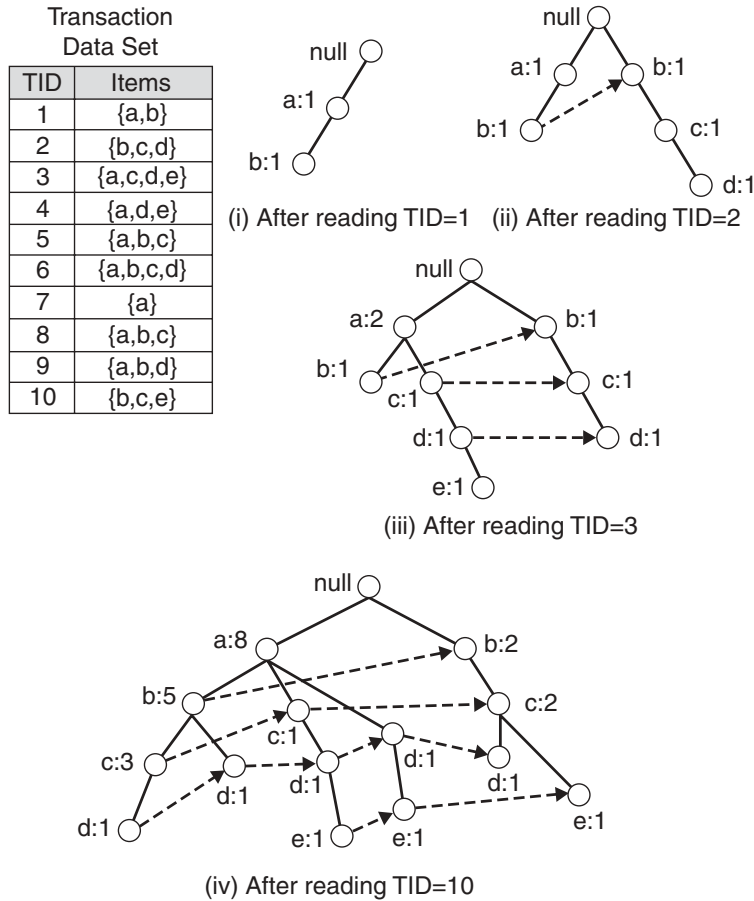 Transaction
Data Set
TID Items
1 {a,b}
2 {b,c,d}
3 {a,c,d,e}
4 {a,d,e}
5 {a,b,c}
6 {a,b,c,d}
7 {a}
8 {a,b,c}
9 {a,b,d}
10 {b,c,e}
null
a:1
b:1
(i) After reading TID=1
null
a:1 b:1
b:1 c:1
d:1
(ii) After reading TID=2
null
a:2 b:1
b:1 c:1 c:1
d:1 d:1
e:1
(iii) After reading TID=3
null
a:8 b:2
b:5 c:1 c:2
c:3 d:1 d:1 d:1 d:1
d:1 e:1 e:1 e:1
(iv) After reading TID=10